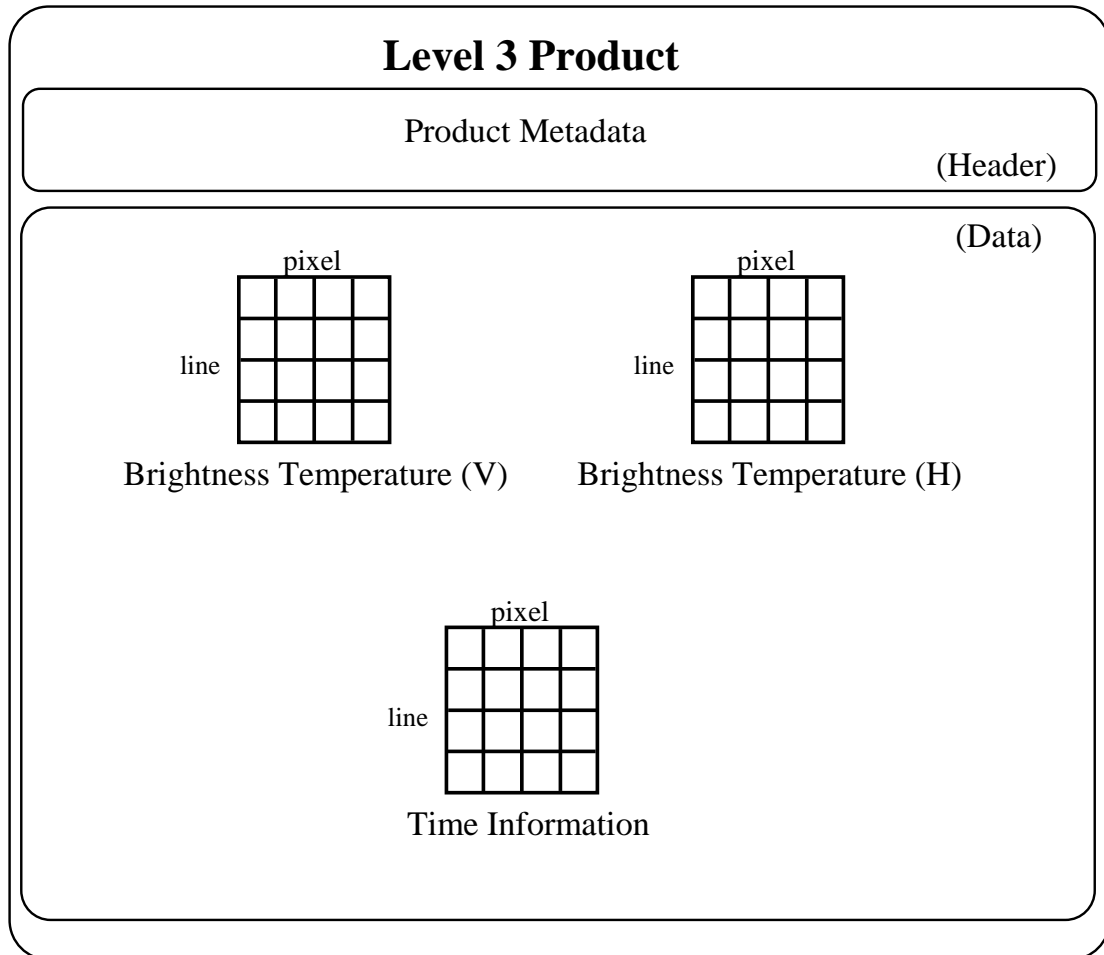 Level 3 Product
Product Metadata
(Header)
(Data)
pixel
pixel
line
line
Brightness Temperature (V)
Brightness Temperature (H)
pixel
line
Time Information